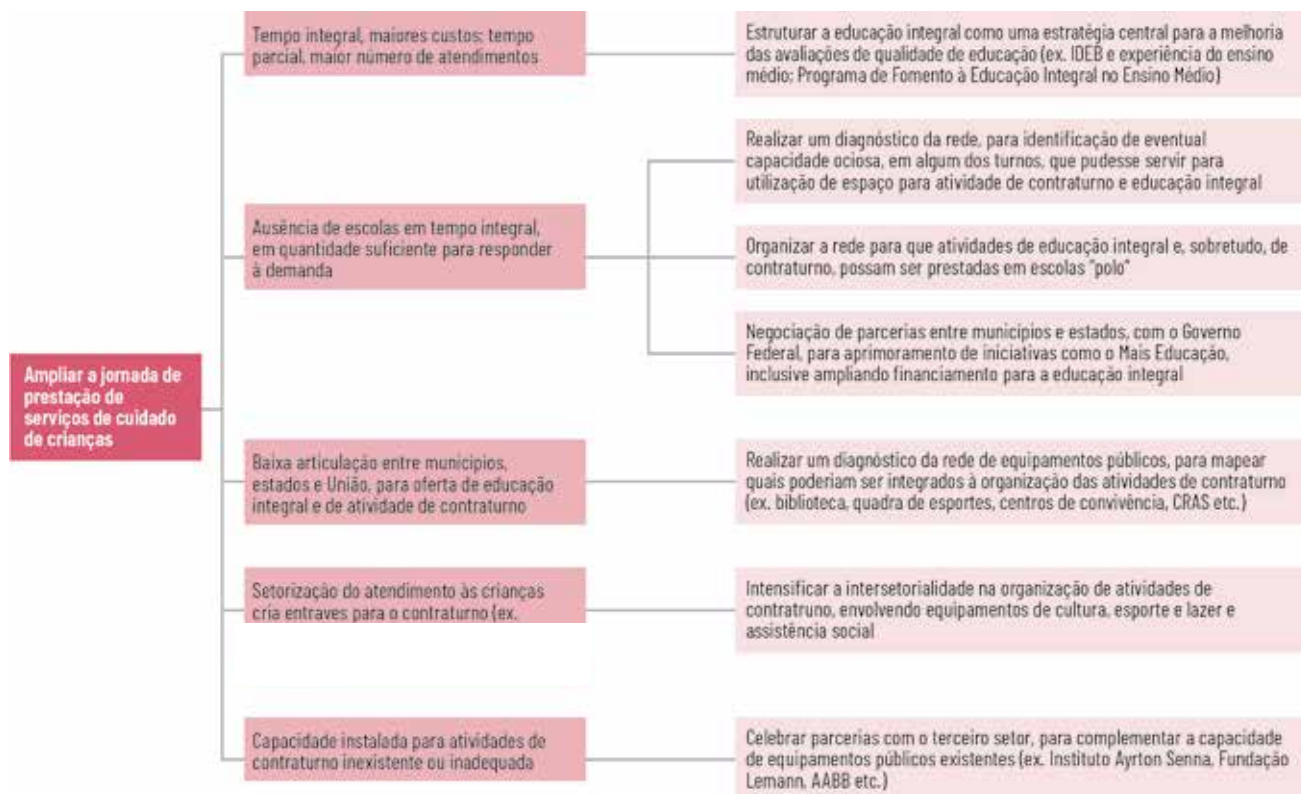 Ampliar a jornada de
prestação de
serviços de cuidado
de crianças
Tempo integral, maiores custos; tempo
parcial, maior número de atendimentos
Estruturar a educação integral como uma estratégia central para a melhoria
das avaliações de qualidade de educação (ex. IDEB e experiência do ensino
médio; Programa de Fomento à Educação Integral no Ensino Médio)
Ausência de escolas em tempo integral,
em quantidade suficiente para responder
à demanda
Realizar um diagnóstico da rede, para identificação de eventual
capacidade ociosa, em algum dos turnos, que pudesse servir para
utilização de espaço para atividade de contraturno e educação integral
Organizar a rede para que atividades de educação integral e, sobretudo, de
contraturno, possam ser prestadas em escolas "polo"
Negociação de parcerias entre municípios e estados, com o Governo
Federal, para aprimoramento de iniciativas como o Mais Educação,
inclusive ampliando financiamento para a educação integral
Baixa articulação entre municípios,
estados e União, para oferta de educação
integral e de atividade de contraturno
Realizar um diagnóstico da rede de equipamentos públicos, para mapear
quais poderiam ser integrados à organização das atividades de contraturno
(ex. biblioteca, quadra de esportes, centros de convivência, CRAS etc.)
Setorização do atendimento às crianças
cria entraves para o contraturno (ex.
Intensificar a intersetorialidade na organização de atividades de
contratruno, envolvendo equipamentos de cultura, esporte e lazer e
assistência social
Capacidade instalada para atividades de
contraturno inexistente ou inadequada
Celebrar parcerias com o terceiro setor, para complementar a capacidade
de equipamentos públicos existentes (ex. Instituto Ayrton Senna, Fundação
Lemann, AABB etc.)